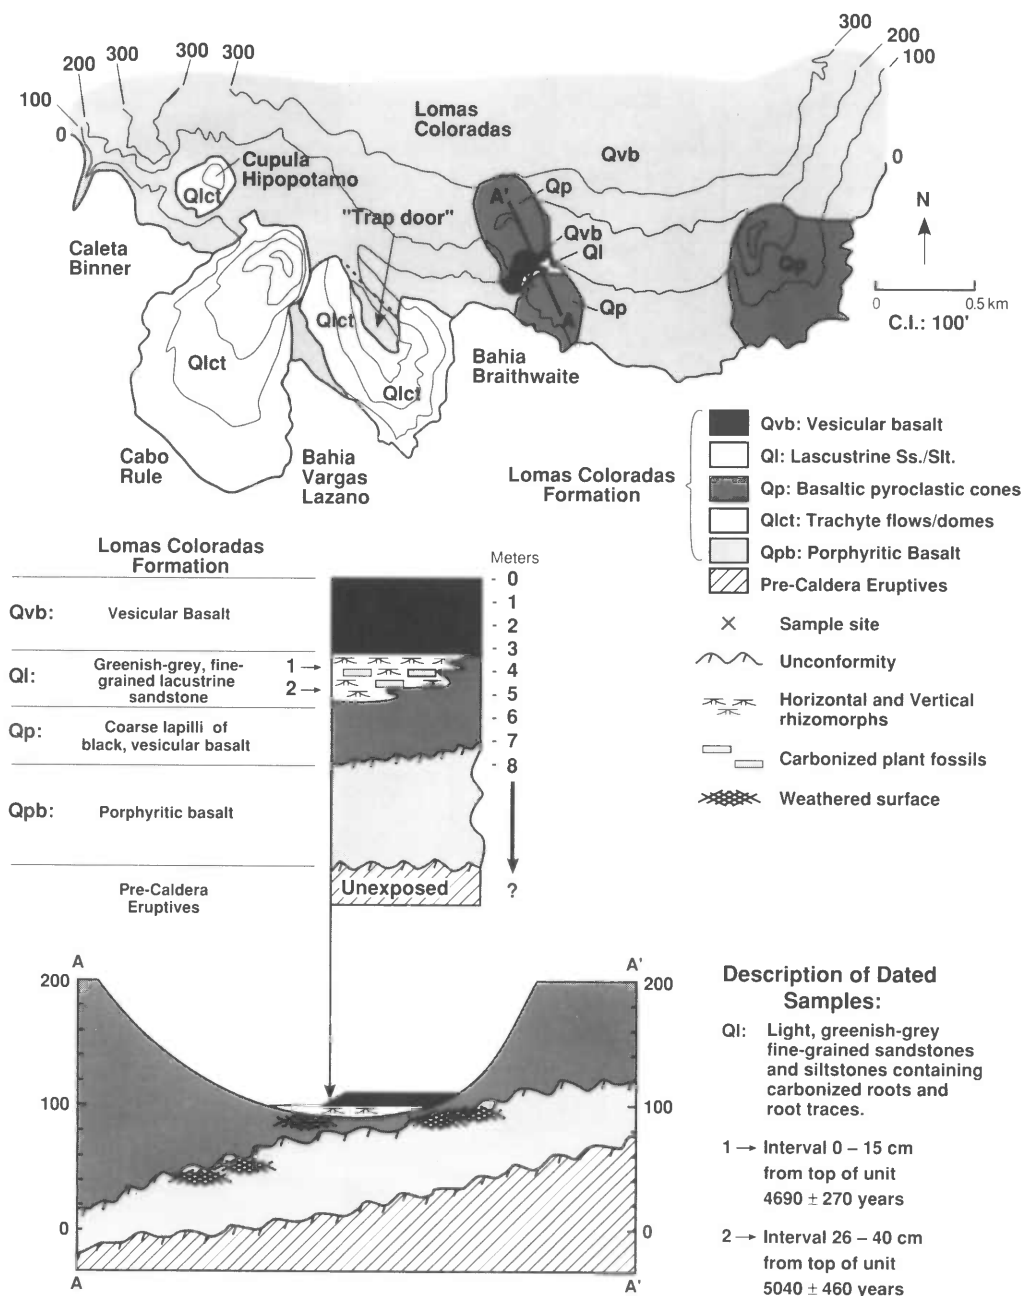 300
300
300
200
100
0
Lomas
Coloradas
300
200
100
0
Qvb
Cupula
Hipopotamo
Qlct
"Trap door"
A'
Qp
Qvb
Ql
Qp
A
Qp
N
0
0.5 km
C.I.: 100'
Caleta
Binner
Qlct
Qlct
Qlct
Bahia
Braithwaite
Cabo
Rule
Bahia
Vargas
Lazano
Lomas Coloradas
Formation
Qvb: Vesicular basalt
Ql: Lascustrine Ss./Slt.
Qp: Basaltic pyroclastic cones
Qlct: Trachyte flows/domes
Qpb: Porphyritic Basalt
Pre-Caldera Eruptives
Sample site
Unconformity
Horizontal and Vertical
rhizomorphs
Carbonized plant fossils
Weathered surface
Lomas Coloradas
Formation
Meters
Qvb: Vesicular Basalt
Ql: Greenish-grey, fine-
grained lacustrine
sandstone
1 →
2 →
Qp: Coarse lapilli of
black, vesicular basalt
Qpb: Porphyritic basalt
Pre-Caldera
Eruptives
Unexposed
- 0
- 1
- 2
- 3
- 4
- 5
- 6
- 7
- 8
?
A
A'
200
100
0
200
100
0
A
A'
Description of Dated
Samples:
Ql: Light, greenish-grey
fine-grained sandstones
and siltstones containing
carbonized roots and
root traces.
1 → Interval 0 – 15 cm
from top of unit
4690 ± 270 years
2 → Interval 26 – 40 cm
from top of unit
5040 ± 460 years